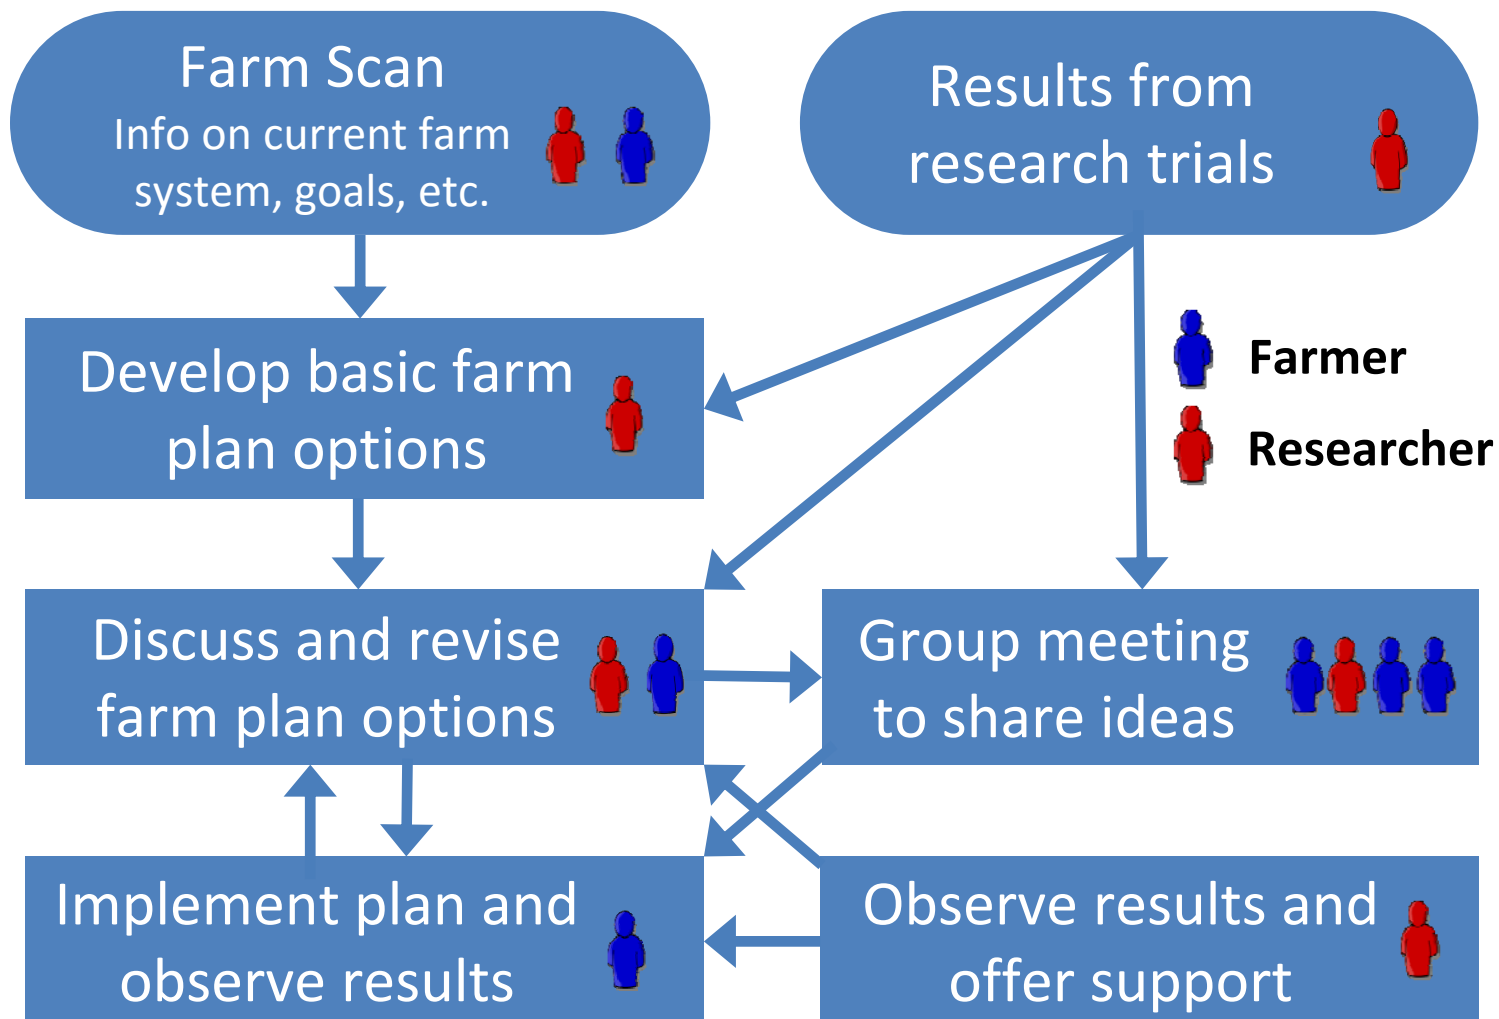 Farm Scan
Info on current farm
system, goals, etc.
Results from
research trials
Farmer
Researcher
Develop basic farm
plan options
Discuss and revise
farm plan options
Group meeting
to share ideas
Implement plan and
observe results
Observe results and
offer support